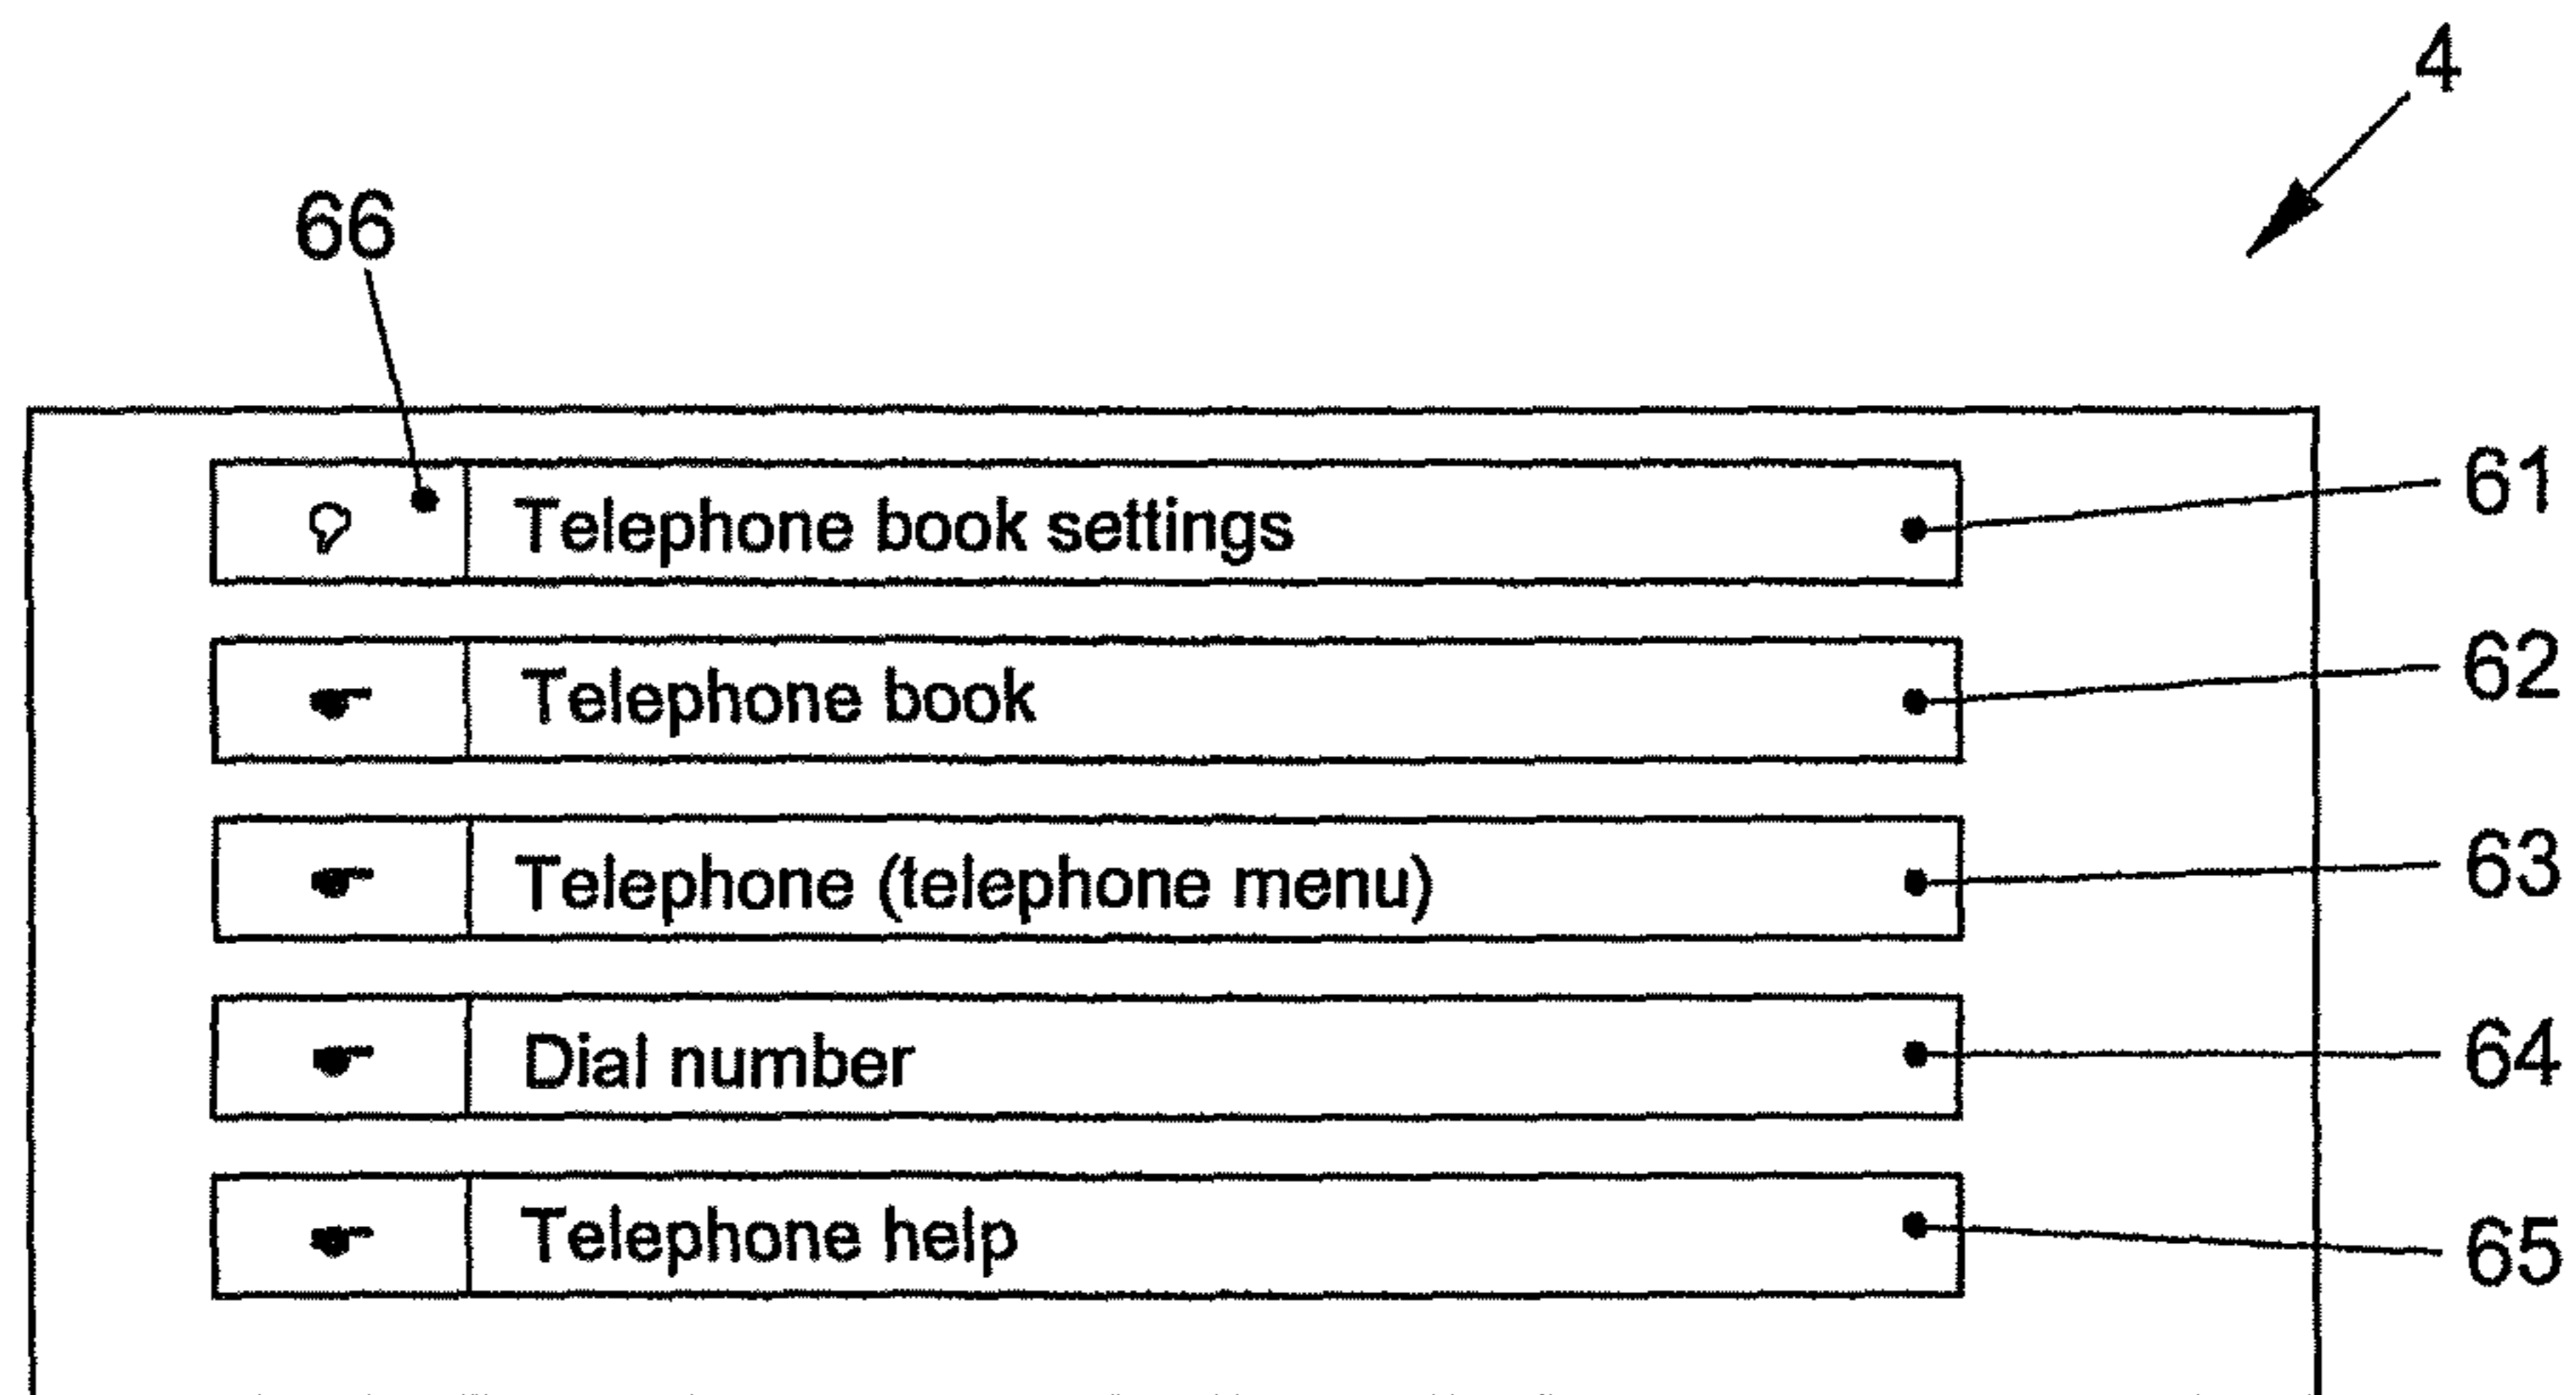 4
66
Telephone book settings 61
Telephone book 62
Telephone (telephone menu) 63
Dial number 64
Telephone help 65